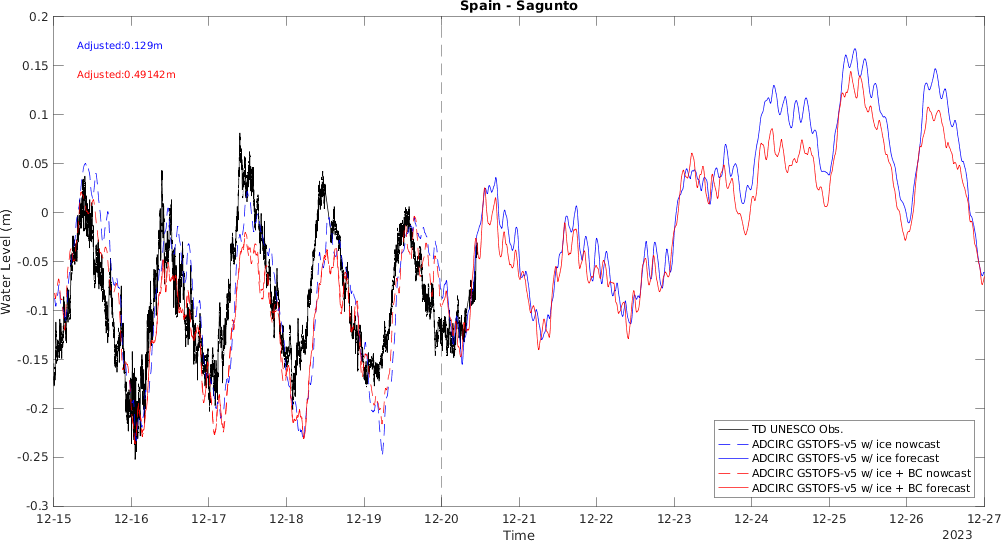 Spain - Sagunto
Adjusted:0.129m
Adjusted:0.49142m
Water Level (m)
0.2
0.15
0.1
0.05
0
-0.05
-0.1
-0.15
-0.2
-0.25
-0.3
TD UNESCO Obs.
ADCIRC GSTOFS-v5 w/ ice nowcast
ADCIRC GSTOFS-v5 w/ ice forecast
ADCIRC GSTOFS-v5 w/ ice + BC nowcast
ADCIRC GSTOFS-v5 w/ ice + BC forecast
12-15 12-16 12-17 12-18 12-19 12-20 12-21 12-22 12-23 12-24 12-25 12-26 12-27
Time
2023